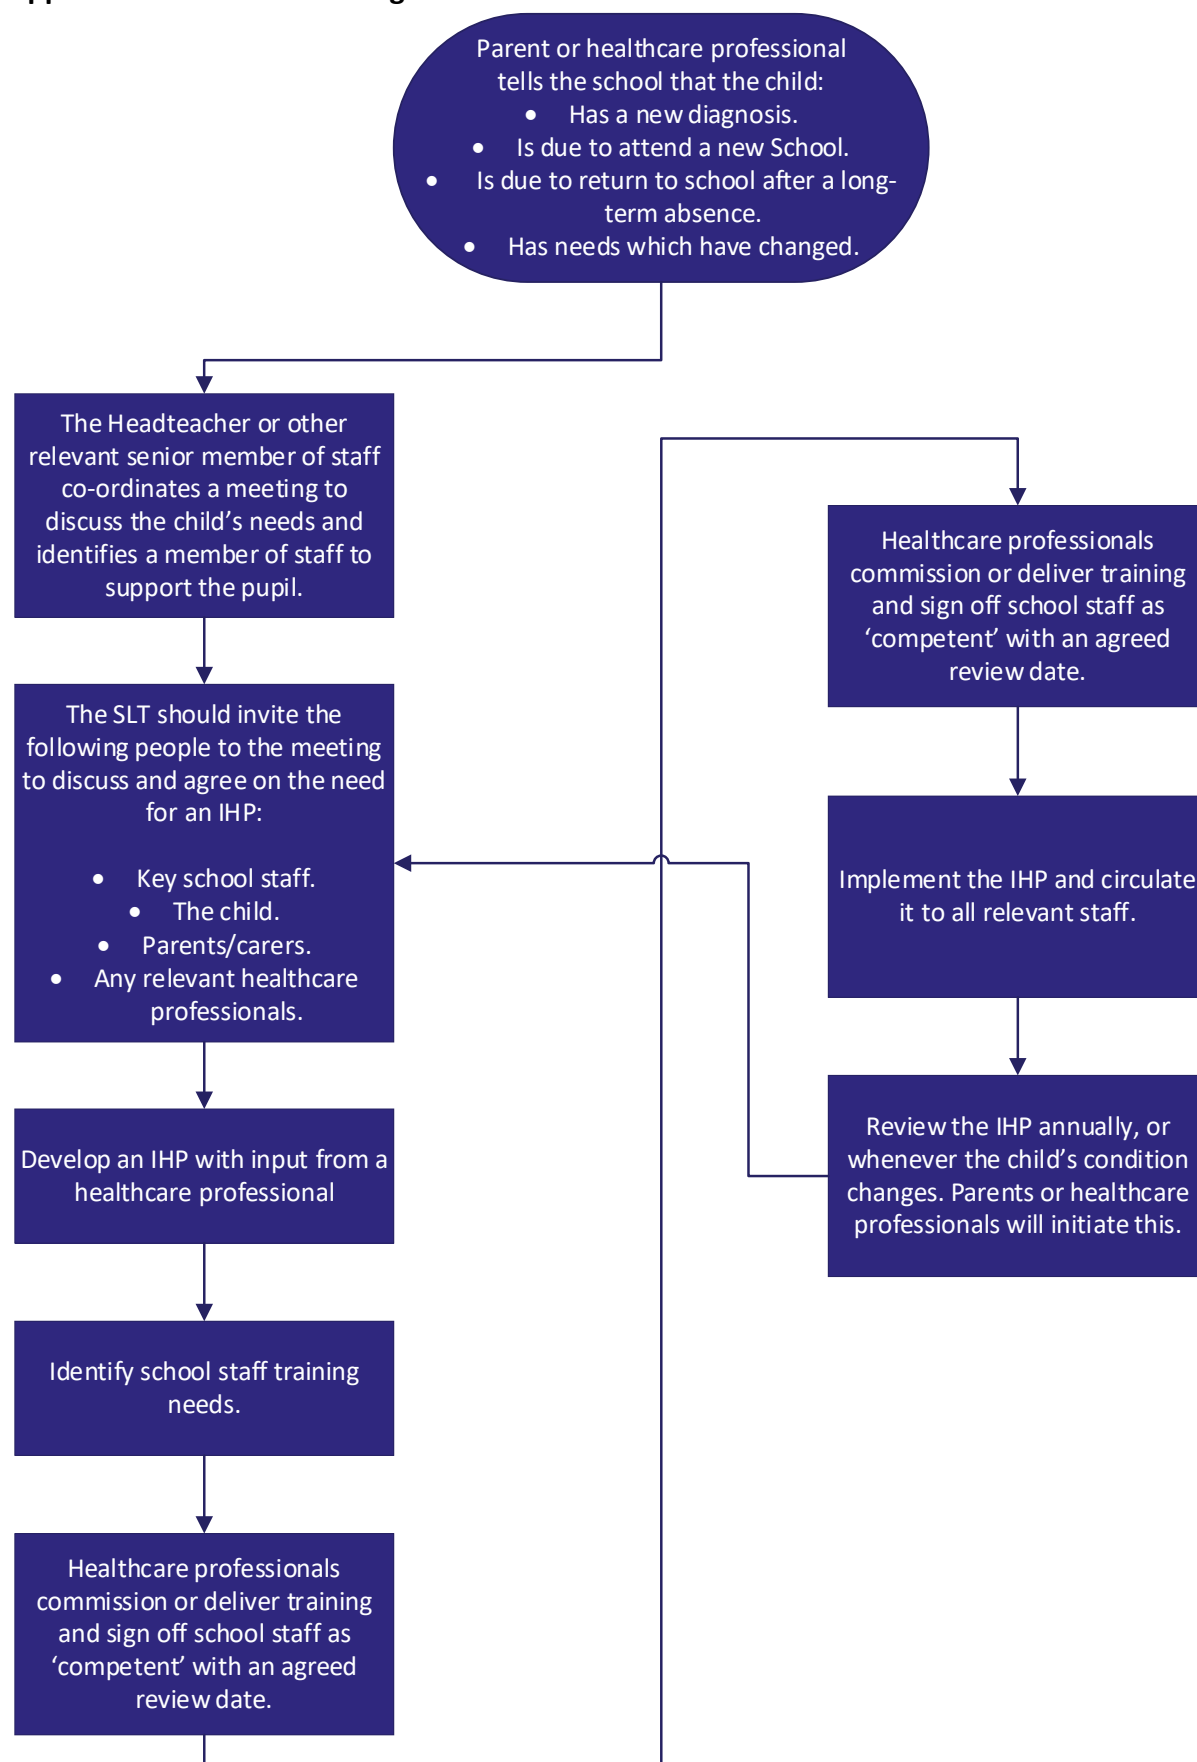 Parent or healthcare professional
tells the school that the child:
• Has a new diagnosis.
• Is due to attend a new School.
• Is due to return to school after a long-
term absence.
• Has needs which have changed.
The Headteacher or other
relevant senior member of staff
co-ordinates a meeting to
discuss the child’s needs and
identifies a member of staff to
support the pupil.
The SLT should invite the
following people to the meeting
to discuss and agree on the need
for an IHP:
• Key school staff.
• The child.
• Parents/carers.
• Any relevant healthcare
professionals.
Develop an IHP with input from a
healthcare professional
Identify school staff training
needs.
Healthcare professionals
commission or deliver training
and sign off school staff as
‘competent’ with an agreed
review date.
Healthcare professionals
commission or deliver training
and sign off school staff as
‘competent’ with an agreed
review date.
Implement the IHP and circulate
it to all relevant staff.
Review the IHP annually, or
whenever the child’s condition
changes. Parents or healthcare
professionals will initiate this.